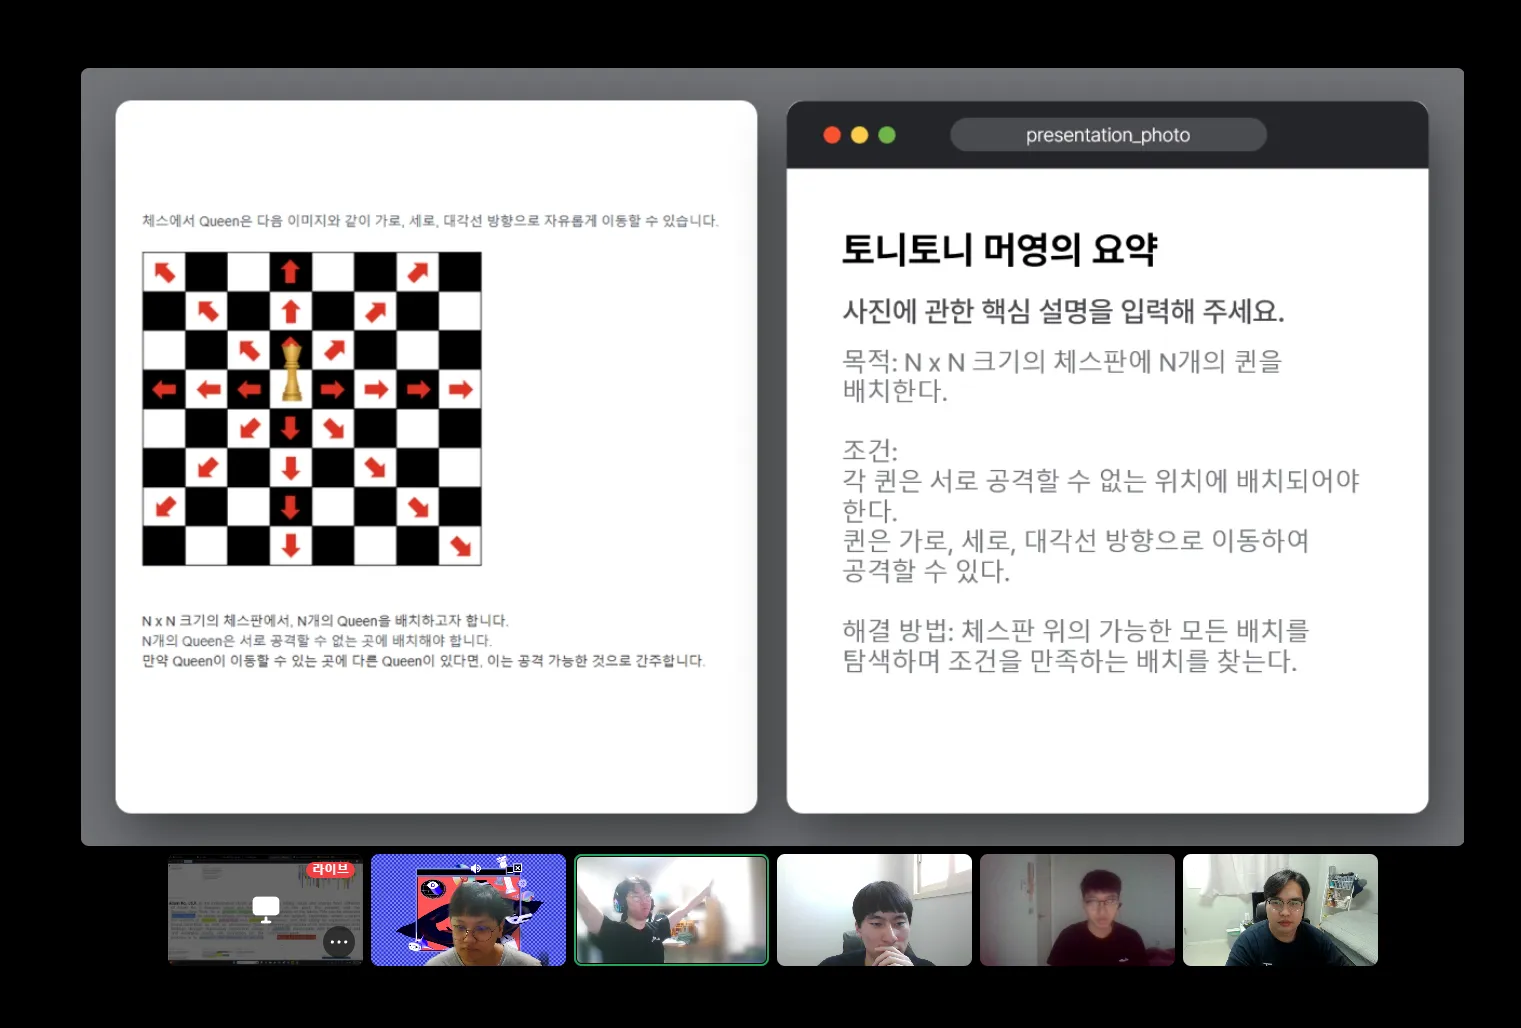 체스에서 Queen은 다음 이미지와 같이 가로, 세로, 대각선 방향으로 자유롭게 이동할 수 있습니다.
N x N 크기의 체스판에서, N개의 Queen을 배치하고자 합니다.
N개의 Queen은 서로 공격할 수 없는 곳에 배치해야 합니다.
만약 Queen이 이동할 수 있는 곳에 다른 Queen이 있다면, 이는 공격 가능한 것으로 간주합니다.
presentation_photo
토니토니 머영의 요약
사진에 관한 핵심 설명을 입력해 주세요.
목적: N x N 크기의 체스판에 N개의 퀸을
배치한다.
조건:
각 퀸은 서로 공격할 수 없는 위치에 배치되어야
한다.
퀸은 가로, 세로, 대각선 방향으로 이동하여
공격할 수 있다.
해결 방법: 체스판 위의 가능한 모든 배치를
탐색하며 조건을 만족하는 배치를 찾는다.
라이브